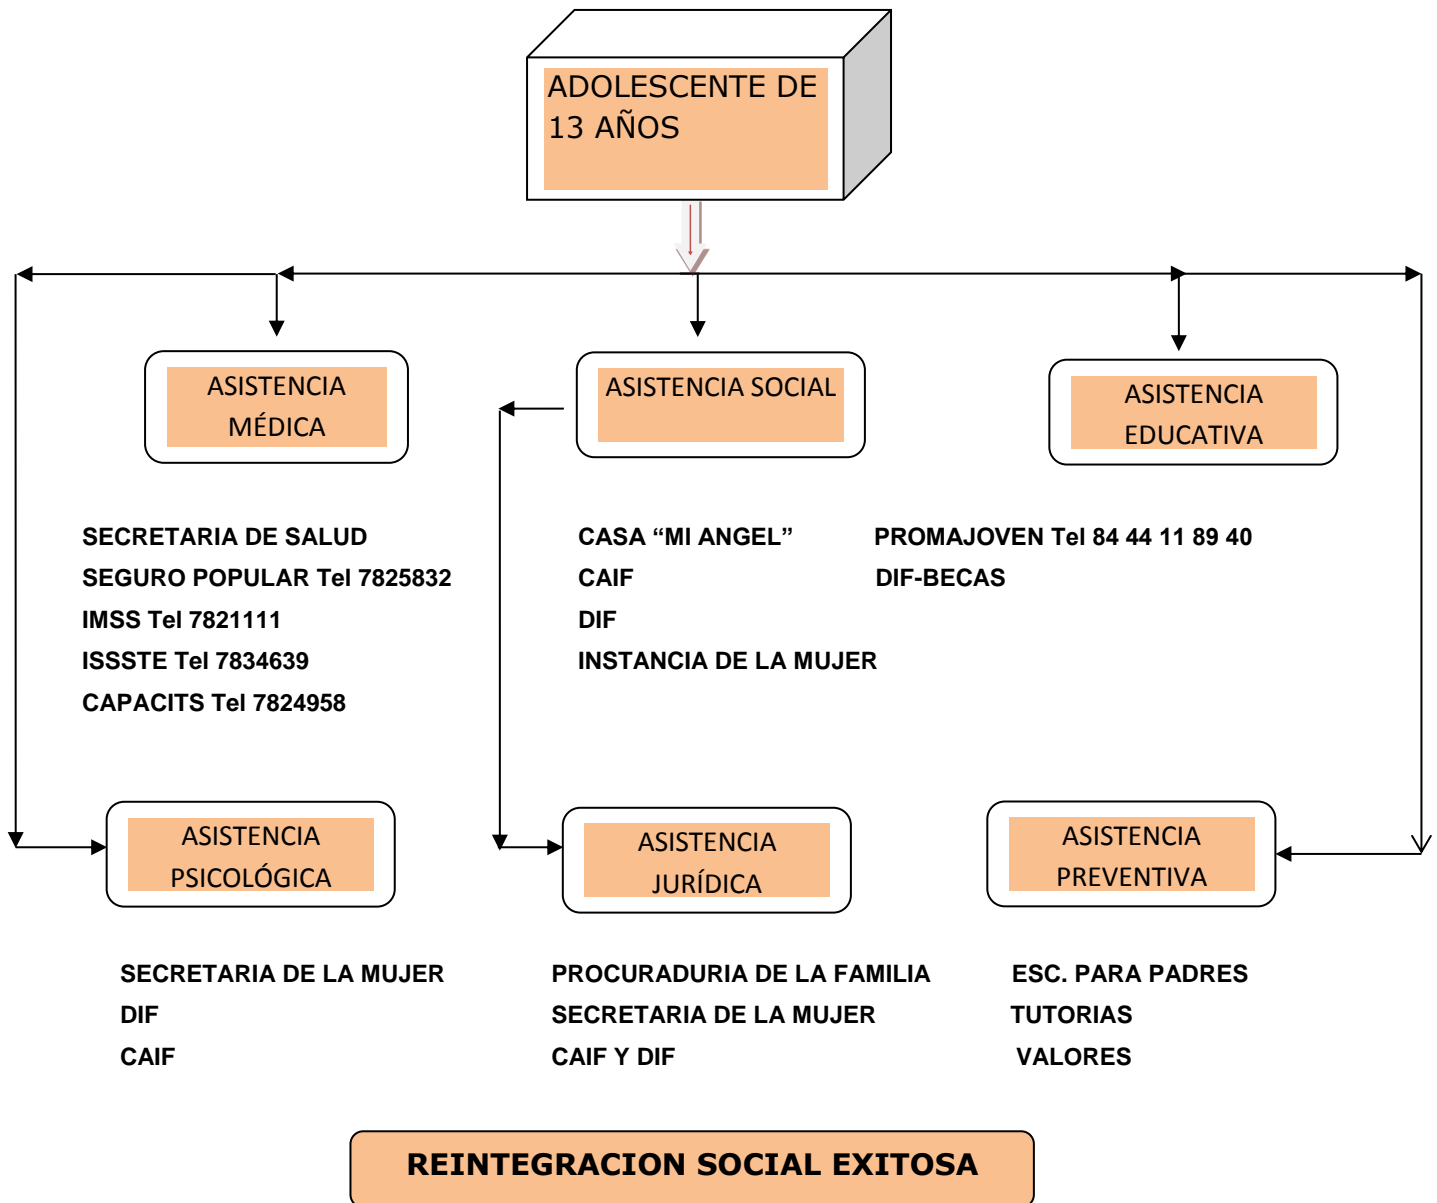 ADOLESCENTE DE
13 AÑOS
ASISTENCIA
MÉDICA
ASISTENCIA SOCIAL
ASISTENCIA
EDUCATIVA
SECRETARIA DE SALUD
SEGURO POPULAR Tel 7825832
IMSS Tel 7821111
ISSSTE Tel 7834639
CAPACITS Tel 7824958
CASA “MI ANGEL”
CAIF
DIF
INSTANCIA DE LA MUJER
PROMAJOVEN Tel 84 44 11 89 40
DIF-BECAS
ASISTENCIA
PSICOLÓGICA
ASISTENCIA
JURÍDICA
ASISTENCIA
PREVENTIVA
SECRETARIA DE LA MUJER
DIF
CAIF
PROCURADURIA DE LA FAMILIA
SECRETARIA DE LA MUJER
CAIF Y DIF
ESC. PARA PADRES
TUTORIAS
VALORES
REINTEGRACION SOCIAL EXITOSA